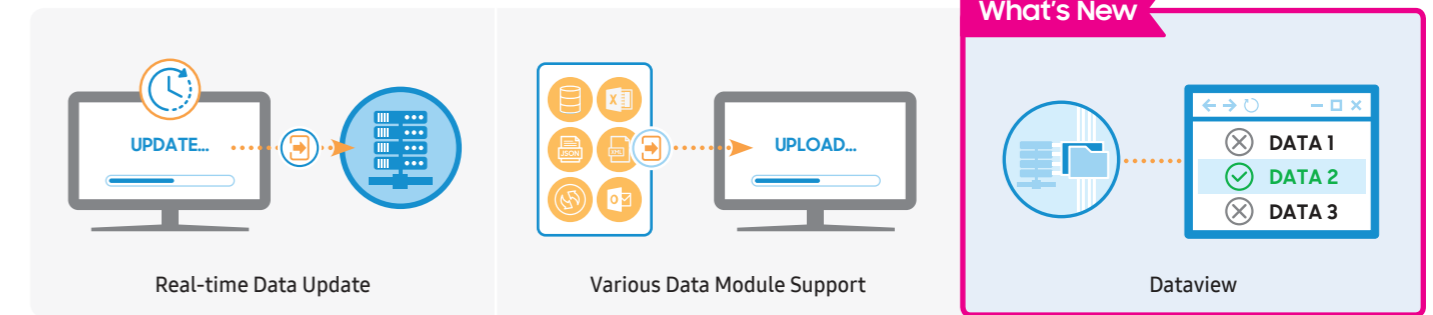 What's New
UPDATE...
Real-time Data Update
JSON
XML
UPLOAD...
Various Data Module Support
DATA 1
DATA 2
DATA 3
Dataview